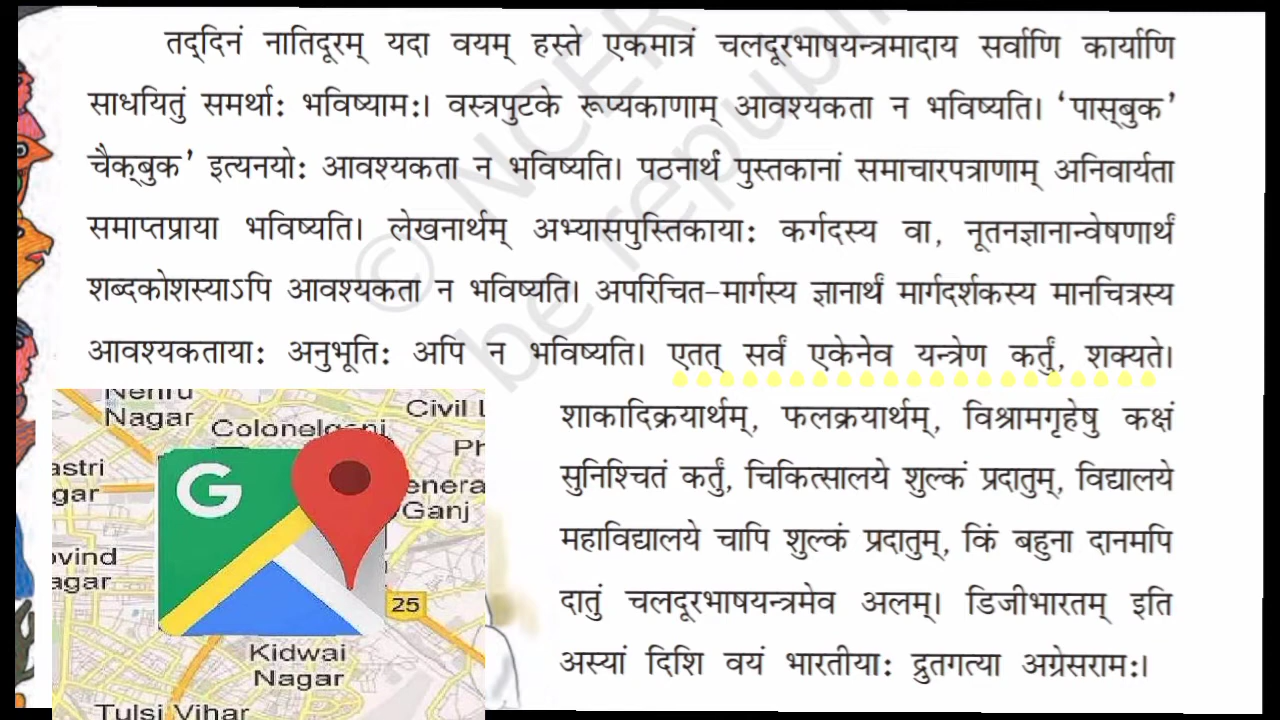 तद्दिनं नातिदूरम् यदा वयम् हस्ते एकमात्रं चलदूरभाषयन्त्रमादाय सर्वाणि कार्याणि
साधयितुं समर्थाः भविष्यामः। वस्त्रपुटके रूप्यकाणाम् आवश्यकता न भविष्यति। ‘पास्‌बुक’
चैक्‌बुक’ इत्यनयोः आवश्यकता न भविष्यति। पठनार्थं पुस्तकानां समाचारपत्राणाम् अनिवार्यता
समाप्तप्राया भविष्यति। लेखनार्थम् अभ्यासपुस्तिकायाः कर्गदस्य वा, नूतनज्ञानान्वेषणार्थं
शब्दकोशस्याऽपि आवश्यकता न भविष्यति। अपरिचित-मार्गस्य ज्ञानार्थं मार्गदर्शकस्य मानचित्रस्य
आवश्यकतायाः अनुभूतिः अपि न भविष्यति। एतत् सर्वं एकेनेव यन्त्रेण कर्तुं, शक्यते।
शाकादिक्रयार्थम्, फलक्रयार्थम्, विश्रामगृहेषु कक्षं
सुनिश्चितं कर्तुं, चिकित्सालये शुल्कं प्रदातुम्, विद्यालये
महाविद्यालये चापि शुल्कं प्रदातुम्, किं बहुना दानमपि
दातुं चलदूरभाषयन्त्रमेव अलम्। डिजीभारतम् इति
अस्यां दिशि वयं भारतीयाः द्रुतगत्या अग्रेसरामः।
© NCER
be republi
Nehru
Nagar
Civil L
Colonelganj
Ph
astri
gar
G
enera
Ganj
ovind
agar
25
Kidwai
Nagar
Tulsi Vihar